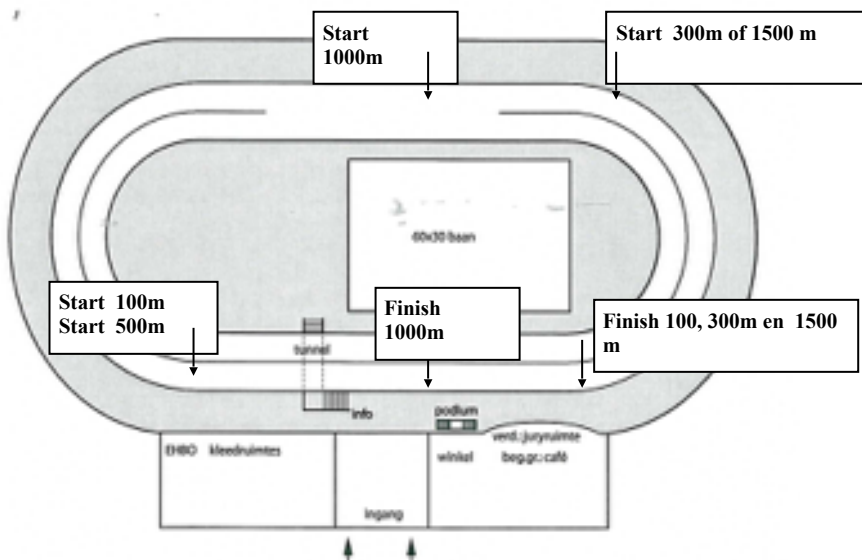 Start
1000m
Start 300m of 1500 m
60x30 baan
Start 100m
Start 500m
Finish
1000m
Finish 100, 300m en 1500
m
tunnel
info
podium
EHBO kleedruimtes
winkel
verd.: juryruimte
beg.gr.: café
ingang